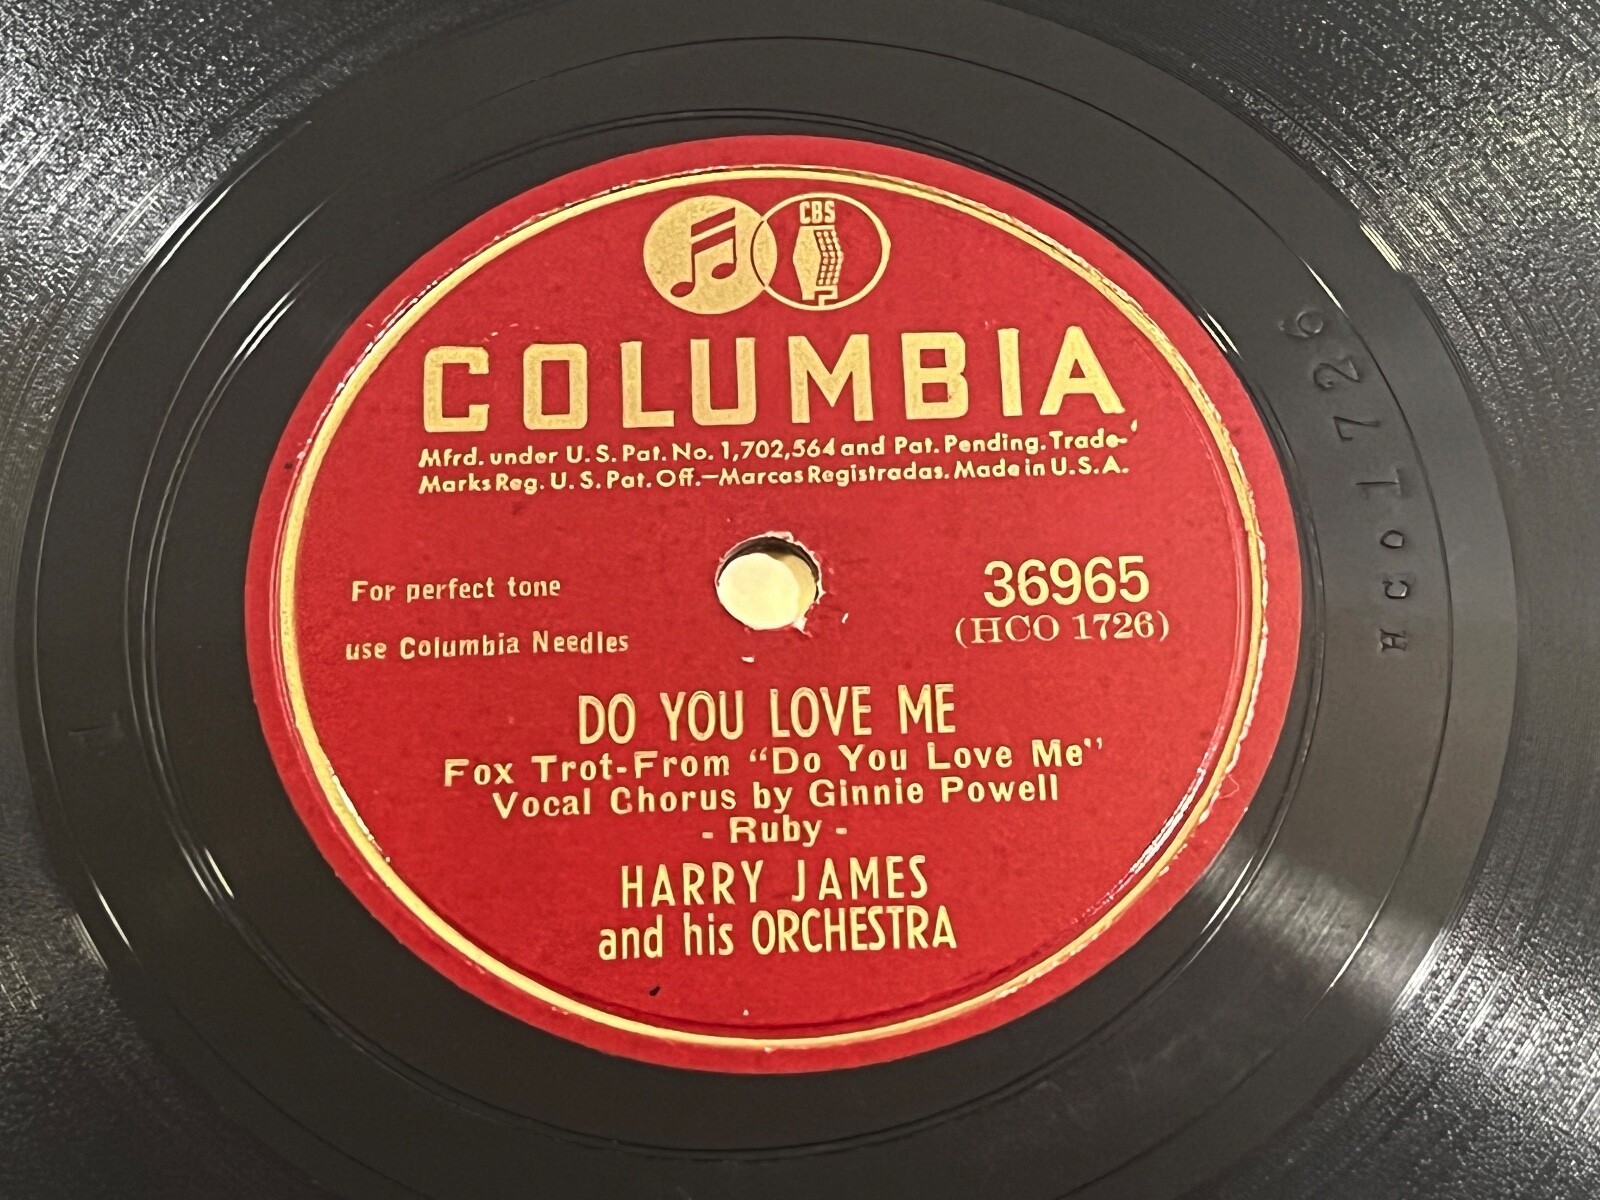 CBS
COLUMBIA
Mfrd. under U. S. Pat. No. 1,702,564 and Pat. Pending. Trade-
Marks Reg. U. S. Pat. Off.—Marcas Registradas. Made in U.S.A.
For perfect tone
use Columbia Needles
36965
(HCO 1726)
DO YOU LOVE ME
Fox Trot-From “Do You Love Me”
Vocal Chorus by Ginnie Powell
- Ruby -
HARRY JAMES
and his ORCHESTRA
HCO1726
1